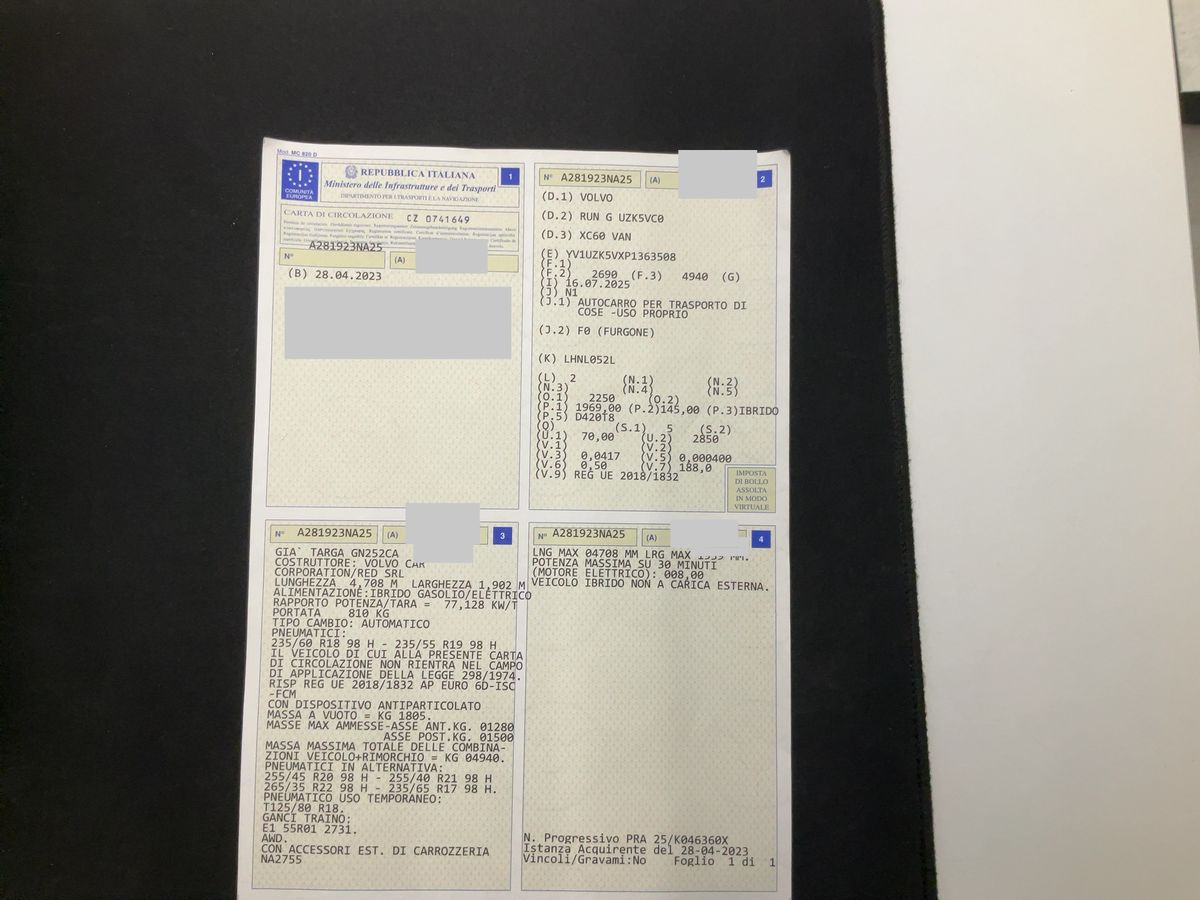 Mod. MC 820 D
COMUNITÀ
EUROPEA
I
REPUBBLICA ITALIANA
Ministero delle Infrastrutture e dei Trasporti
DIPARTIMENTO PER I TRASPORTI E LA NAVIGAZIONE
1
CARTA DI CIRCOLAZIONE CZ 0741649
A281923NA25
N° (A)
(B) 28.04.2023
N° A281923NA25 (A) 2
(D.1) VOLVO
(D.2) RUN G UZK5VC0
(D.3) XC60 VAN
(E) YV1UZK5VXP1363508
(F.1)
(F.2) 2690 (F.3) 4940 (G)
(I) 16.07.2025
(J) N1
(J.1) AUTOCARRO PER TRASPORTO DI
COSE -USO PROPRIO
(J.2) F0 (FURGONE)
(K) LHNL052L
(L) 2 (N.1) (N.2)
(N.3) (N.4) (N.5)
(O.1) 2250 (O.2)
(P.1) 1969,00 (P.2)145,00 (P.3)IBRIDO
(P.5) D420T8
(Q) (S.1) 5 (S.2)
(U.1) 70,00 (U.2) 2850
(V.1) (V.2)
(V.3) 0,0417 (V.5) 0,000400
(V.6) 0,50 (V.7) 188,0
(V.9) REG UE 2018/1832
IMPOSTA
DI BOLLO
ASSOLTA
IN MODO
VIRTUALE
N° A281923NA25 (A) 3
GIA` TARGA GN252CA
COSTRUTTORE: VOLVO CAR
CORPORATION/RED SRL
LUNGHEZZA 4,708 M LARGHEZZA 1,902 M
ALIMENTAZIONE:IBRIDO GASOLIO/ELETTRICO
RAPPORTO POTENZA/TARA = 77,128 KW/T
PORTATA 810 KG
TIPO CAMBIO: AUTOMATICO
PNEUMATICI:
235/60 R18 98 H - 235/55 R19 98 H
IL VEICOLO DI CUI ALLA PRESENTE CARTA
DI CIRCOLAZIONE NON RIENTRA NEL CAMPO
DI APPLICAZIONE DELLA LEGGE 298/1974.
RISP REG UE 2018/1832 AP EURO 6D-ISC
-FCM
CON DISPOSITIVO ANTIPARTICOLATO
MASSA A VUOTO = KG 1805.
MASSE MAX AMMESSE-ASSE ANT.KG. 01280
ASSE POST.KG. 01500
MASSA MASSIMA TOTALE DELLE COMBINA-
ZIONI VEICOLO+RIMORCHIO = KG 04940.
PNEUMATICI IN ALTERNATIVA:
255/45 R20 98 H - 255/40 R21 98 H
265/35 R22 98 H - 235/65 R17 98 H.
PNEUMATICO USO TEMPORANEO:
T125/80 R18.
GANCI TRAINO:
E1 55R01 2731.
AWD.
CON ACCESSORI EST. DI CARROZZERIA
NA2755
N° A281923NA25 (A) 4
LNG MAX 04708 MM LRG MAX MM.
POTENZA MASSIMA SU 30 MINUTI
(MOTORE ELETTRICO): 008,00
VEICOLO IBRIDO NON A CARICA ESTERNA.
N. Progressivo PRA 25/K046360X
Istanza Acquirente del 28-04-2023
Vincoli/Gravami:No Foglio 1 di 1